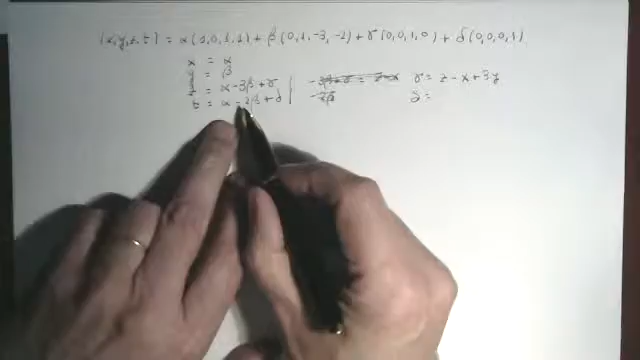 (x,y,z,t) = α(1,0,1,1) + β(0,1,-3,-2) + γ(0,0,1,0) + δ(0,0,0,1)
x = α
y = β
z = α - 3β + γ γ = z - x + 3y
t = α - 2β + δ δ =